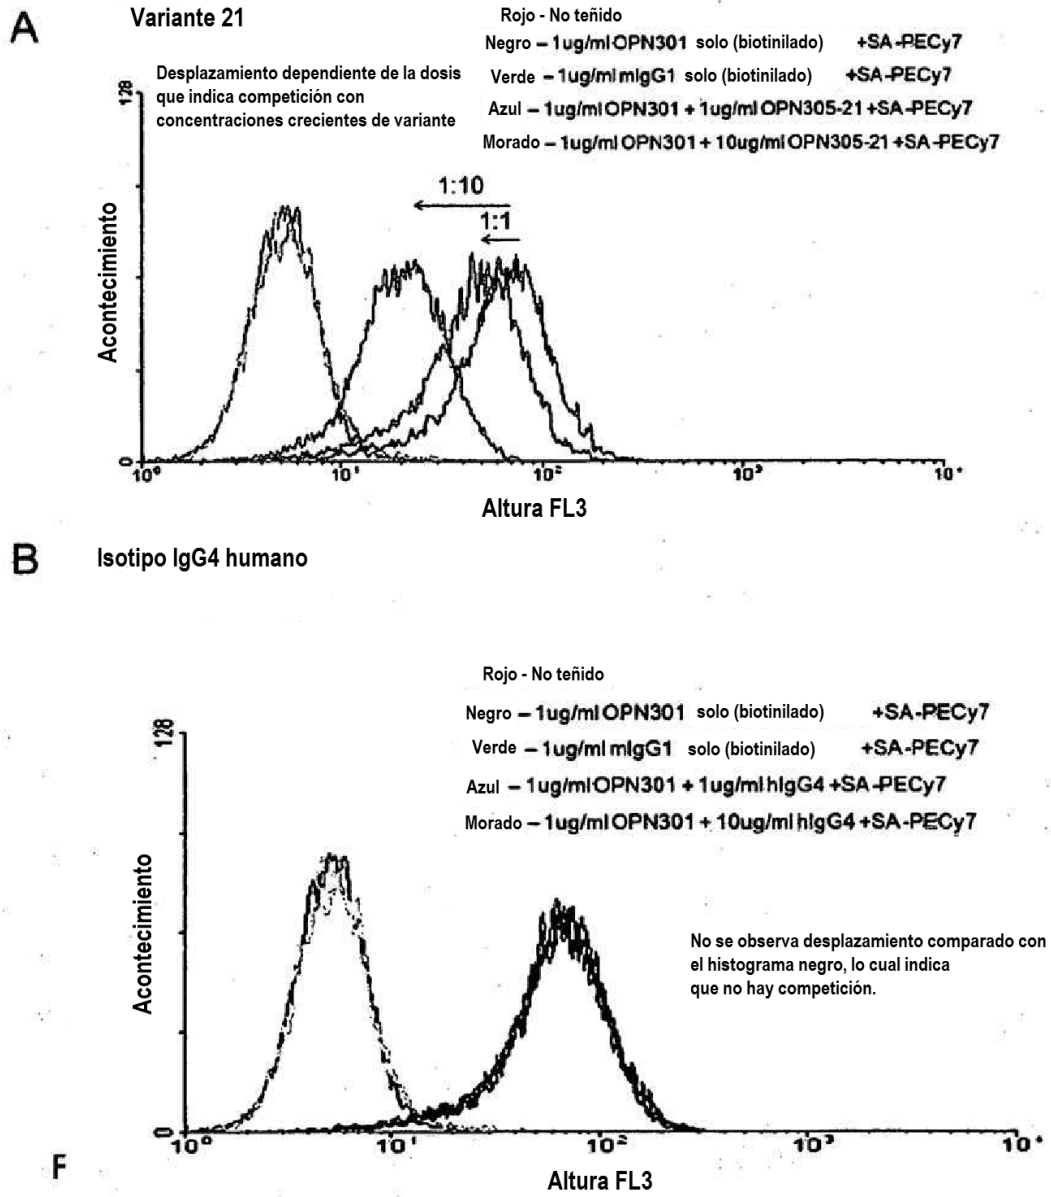 A
Variante 21
Rojo - No teñido
Negro – 1ug/ml OPN301 solo (biotinilado) +SA-PECy7
Verde – 1ug/ml mIgG1 solo (biotinilado) +SA-PECy7
Azul – 1ug/ml OPN301 + 1ug/ml OPN305-21 +SA-PECy7
Morado – 1ug/ml OPN301 + 10ug/ml OPN305-21 +SA-PECy7
Desplazamiento dependiente de la dosis
que indica competición con
concentraciones crecientes de variante
1:10
1:1
128
Acontecimiento
0
10⁰ 10¹ 10² 10³ 10⁴
Altura FL3
B
Isotipo IgG4 humano
Rojo - No teñido
Negro – 1ug/ml OPN301 solo (biotinilado) +SA-PECy7
Verde – 1ug/ml mIgG1 solo (biotinilado) +SA-PECy7
Azul – 1ug/ml OPN301 + 1ug/ml hIgG4 +SA-PECy7
Morado – 1ug/ml OPN301 + 10ug/ml hIgG4 +SA-PECy7
128
Acontecimiento
No se observa desplazamiento comparado con
el histograma negro, lo cual indica
que no hay competición.
0
10⁰ 10¹ 10² 10³ 10⁴
F
Altura FL3